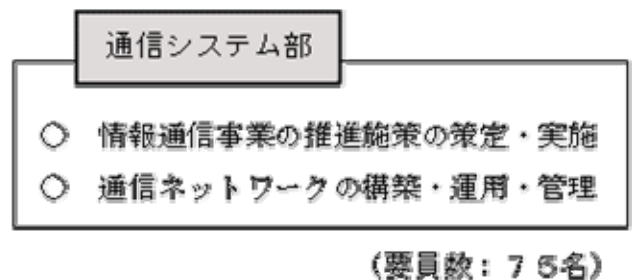 通信システム部
○ 情報通信事業の推進施策の策定・実施
○ 通信ネットワークの構築・運用・管理
(要員数:75名)